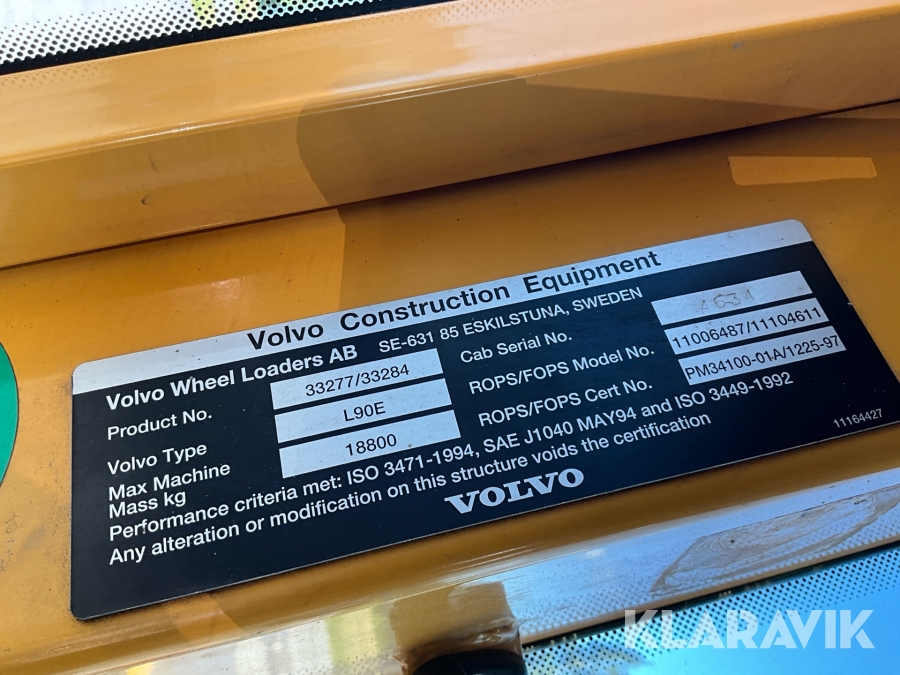 Volvo Construction Equipment
Volvo Wheel Loaders AB SE-631 85 ESKILSTUNA, SWEDEN
Product No. 33277/33284
Volvo Type L90E
Max Machine Mass kg 18800
Cab Serial No. 4631
ROPS/FOPS Model No. 11006487/11104611
ROPS/FOPS Cert No. PM34100-01A/1225-97
Performance criteria met: ISO 3471-1994, SAE J1040 MAY94 and ISO 3449-1992
Any alteration or modification on this structure voids the certification
11164427
VOLVO
KLARAVIK